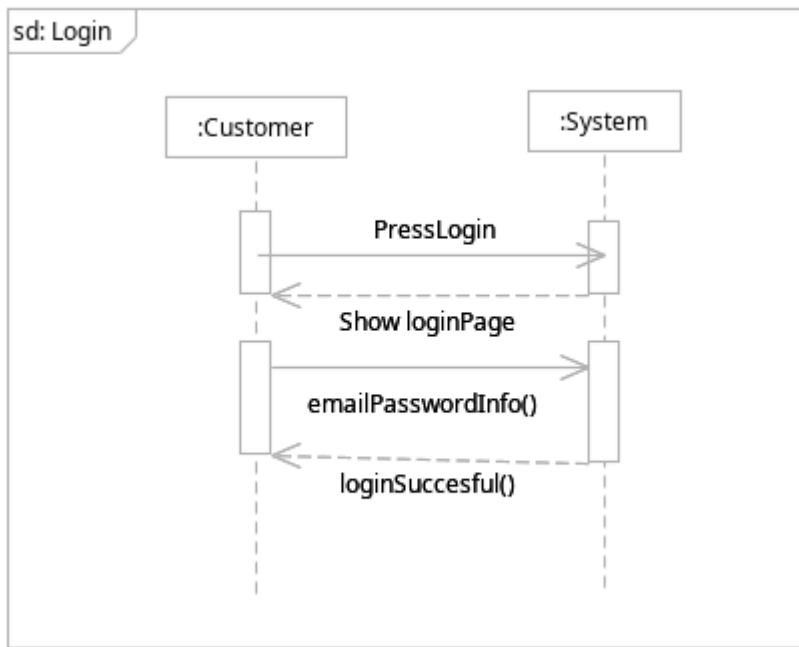 sd: Login
:Customer
:System
PressLogin
Show loginPage
emailPasswordInfo()
loginSuccesful()